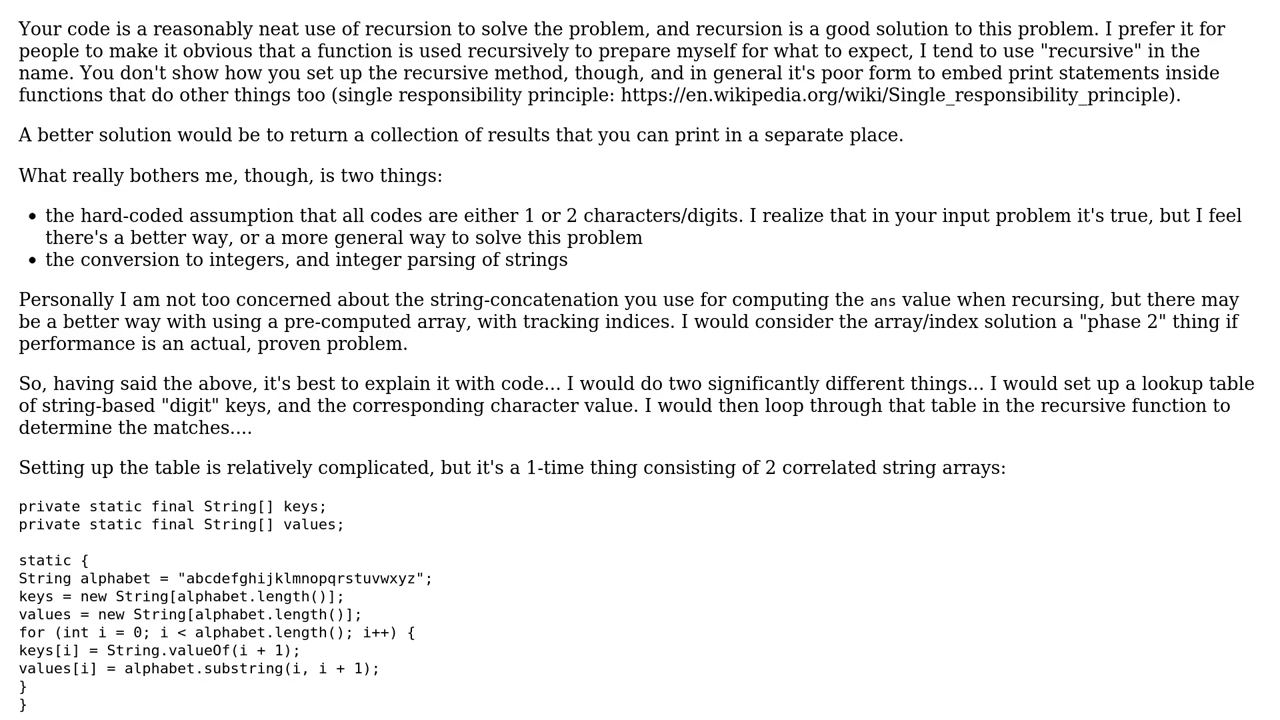 Your code is a reasonably neat use of recursion to solve the problem, and recursion is a good solution to this problem. I prefer it for
people to make it obvious that a function is used recursively to prepare myself for what to expect, I tend to use "recursive" in the
name. You don't show how you set up the recursive method, though, and in general it's poor form to embed print statements inside
functions that do other things too (single responsibility principle: https://en.wikipedia.org/wiki/Single_responsibility_principle).
A better solution would be to return a collection of results that you can print in a separate place.
What really bothers me, though, is two things:
• the hard-coded assumption that all codes are either 1 or 2 characters/digits. I realize that in your input problem it's true, but I feel
there's a better way, or a more general way to solve this problem
• the conversion to integers, and integer parsing of strings
Personally I am not too concerned about the string-concatenation you use for computing the ans value when recursing, but there may
be a better way with using a pre-computed array, with tracking indices. I would consider the array/index solution a "phase 2" thing if
performance is an actual, proven problem.
So, having said the above, it's best to explain it with code... I would do two significantly different things... I would set up a lookup table
of string-based "digit" keys, and the corresponding character value. I would then loop through that table in the recursive function to
determine the matches....
Setting up the table is relatively complicated, but it's a 1-time thing consisting of 2 correlated string arrays:
private static final String[] keys;
private static final String[] values;
static {
String alphabet = "abcdefghijklmnopqrstuvwxyz";
keys = new String[alphabet.length()];
values = new String[alphabet.length()];
for (int i = 0; i < alphabet.length(); i++) {
keys[i] = String.valueOf(i + 1);
values[i] = alphabet.substring(i, i + 1);
}
}